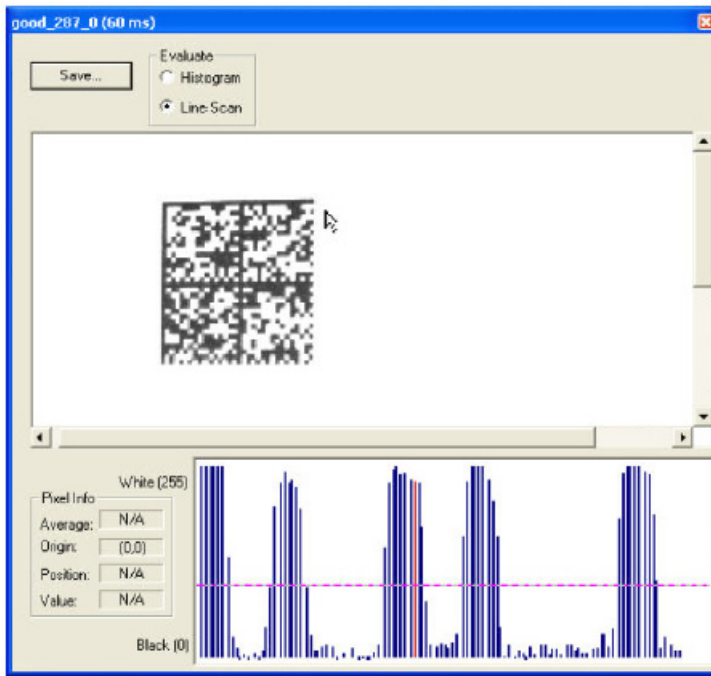 good_287_0 (60 ms)
Save...
Evaluate
Histogram
Line Scan
White (255)
Pixel Info
Average: N/A
Origin: (0,0)
Position: N/A
Value: N/A
Black (0)